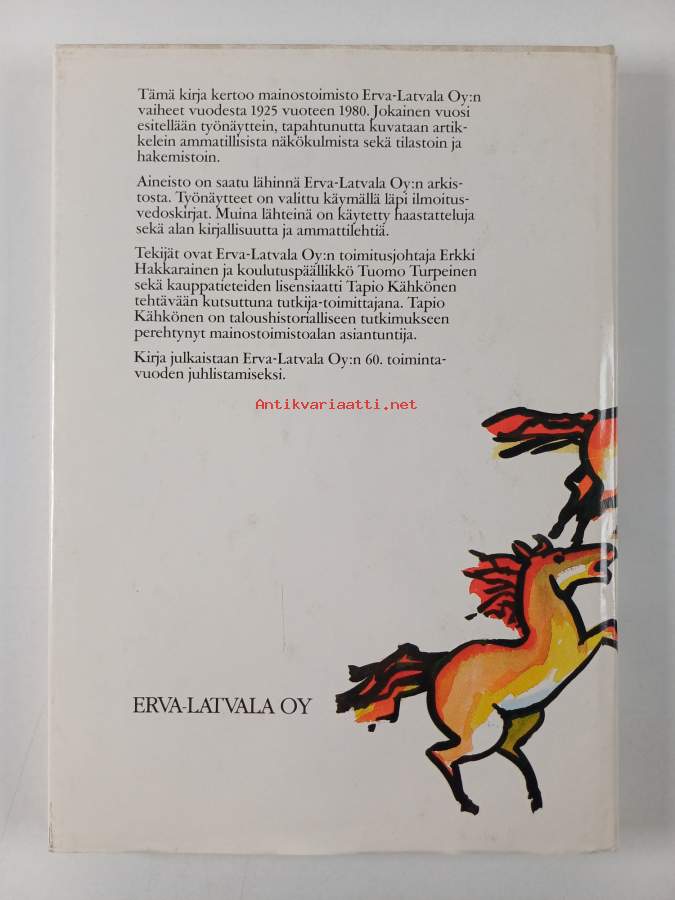 Tämä kirja kertoo mainostoimisto Erva-Latvala Oy:n
vaiheet vuodesta 1925 vuoteen 1980. Jokainen vuosi
esitellään työnäyttein, tapahtunutta kuvataan artik-
kelein ammatillisista näkökulmista sekä tilastoin ja
hakemistoin.
Aineisto on saatu lähinnä Erva-Latvala Oy:n arkis-
tosta. Työnäytteet on valittu käymällä läpi ilmoitus-
vedoskirjat. Muina lähteinä on käytetty haastatteluja
sekä alan kirjallisuutta ja ammattilehtiä.
Tekijät ovat Erva-Latvala Oy:n toimitusjohtaja Erkki
Hakkarainen ja koulutuspäällikkö Tuomo Turpeinen
sekä kauppatieteiden lisensiaatti Tapio Kähkönen
tehtävään kutsuttuna tutkija-toimittajana. Tapio
Kähkönen on taloushistorialliseen tutkimukseen
perehtynyt mainostoimistoalan asiantuntija.
Kirja julkaistaan Erva-Latvala Oy:n 60. toiminta-
vuoden juhlistamiseksi.
Antikvariaatti.net
ERVA-LATVALA OY